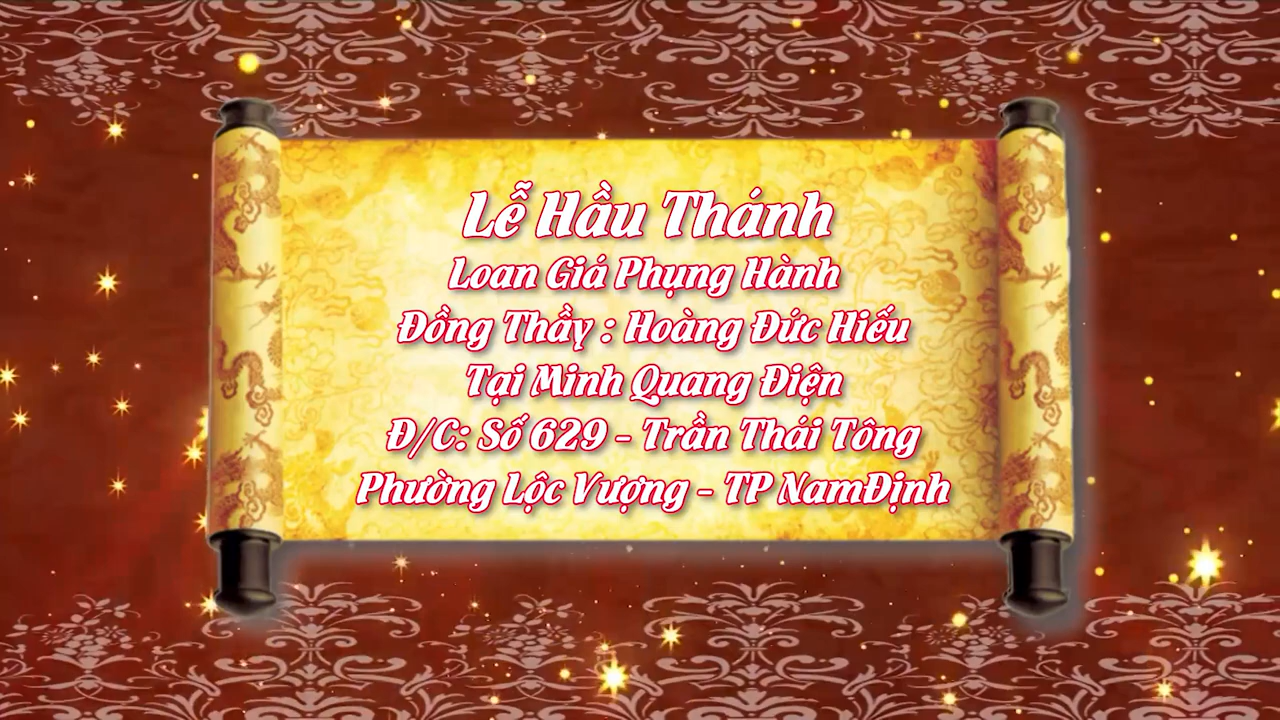 Lễ Hầu Thánh
Loan Giá Phụng Hành
Đồng Thầy : Hoàng Đức Hiếu
Tại Minh Quang Điện
Đ/C: Số 629 - Trần Thái Tông
Phường Lộc Vượng - TP NamĐịnh